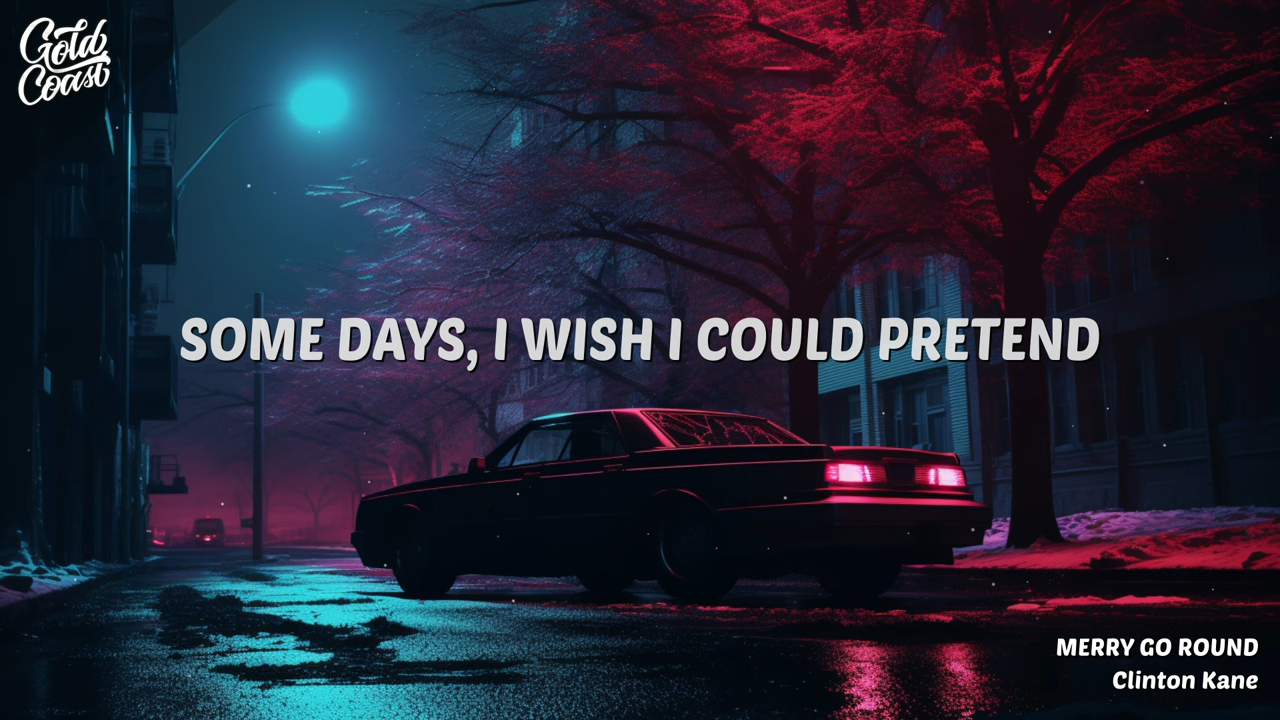 Gold
Coast
SOME DAYS, I WISH I COULD PRETEND
MERRY GO ROUND
Clinton Kane